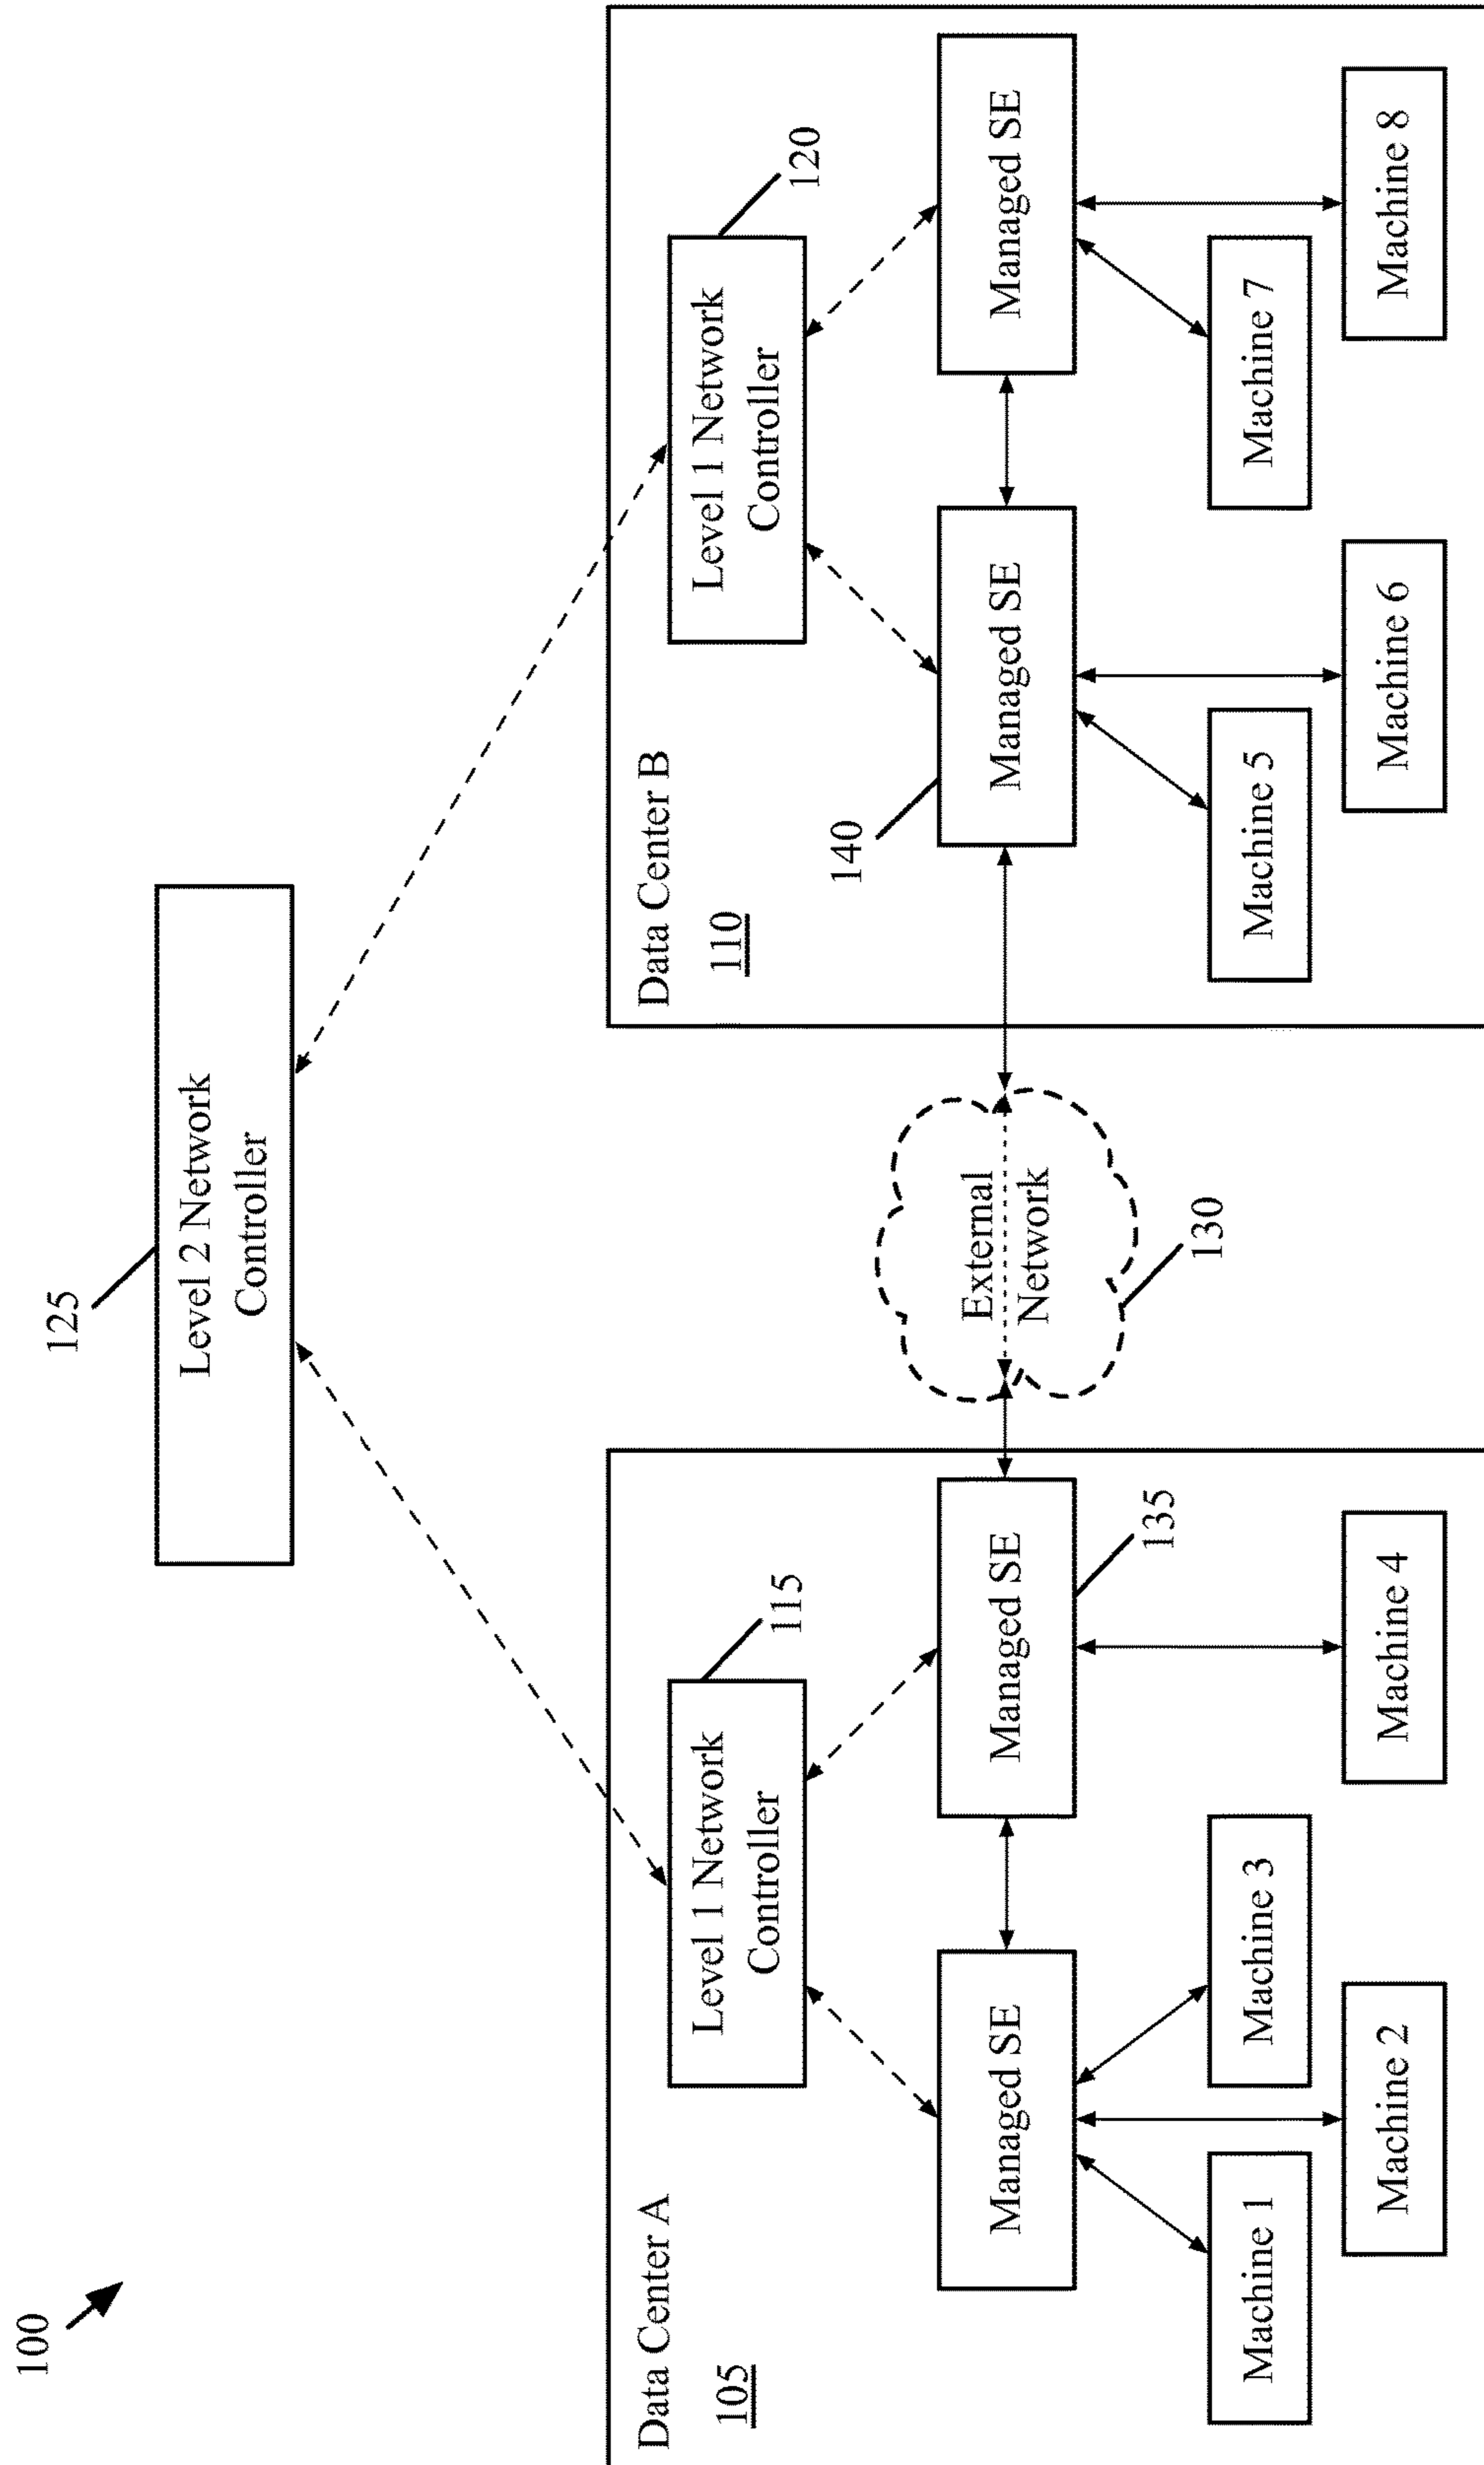 100
125
Level 2 Network
Controller
Data Center A
105
115
Level 1 Network
Controller
Managed SE
Managed SE
135
Machine 1
Machine 3
Machine 2
Machine 4
External
Network
130
Data Center B
110
120
Level 1 Network
Controller
140
Managed SE
Managed SE
Machine 5
Machine 7
Machine 6
Machine 8